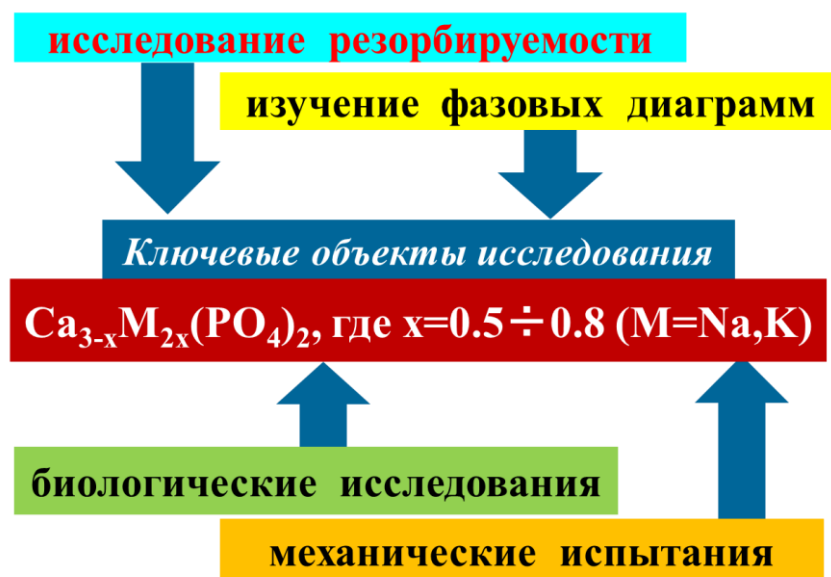 исследование резорбируемости
изучение фазовых диаграмм
Ключевые объекты исследования
Ca₃₋ₓM₂ₓ(PO₄)₂, где x=0.5÷0.8 (M=Na,K)
биологические исследования
механические испытания